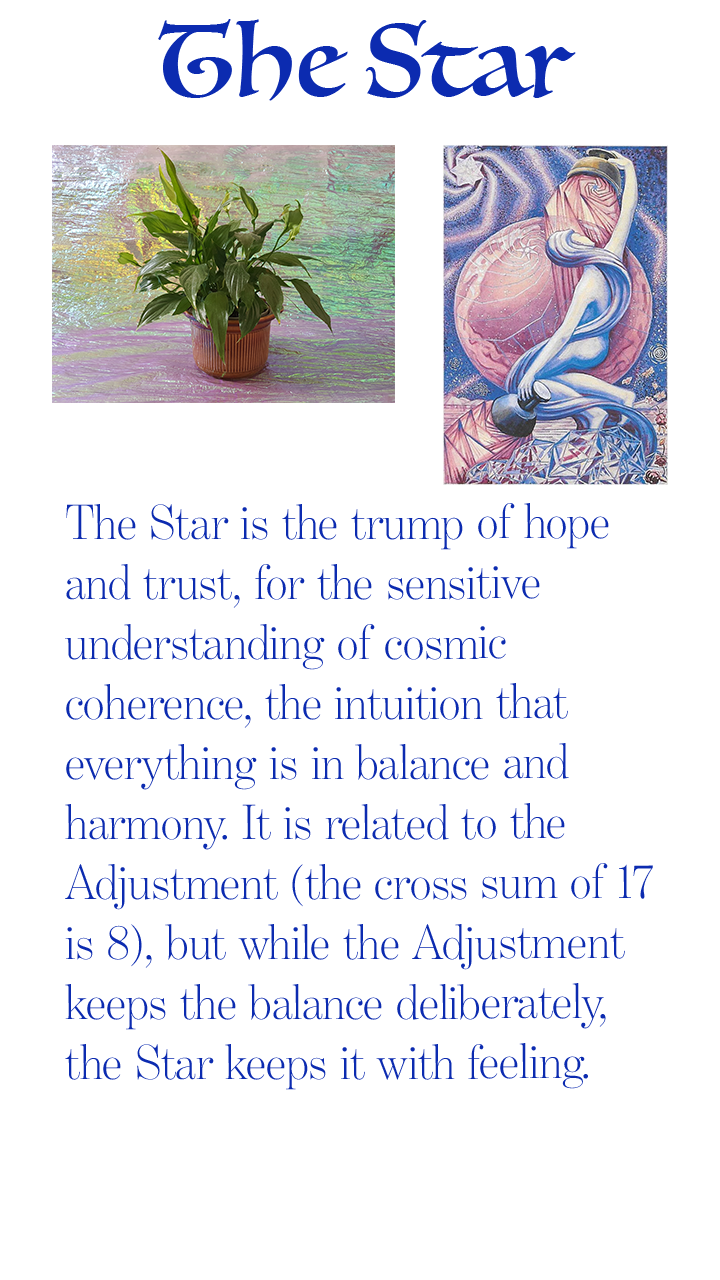 The Star
The Star is the trump of hope
and trust, for the sensitive
understanding of cosmic
coherence, the intuition that
everything is in balance and
harmony. It is related to the
Adjustment (the cross sum of 17
is 8), but while the Adjustment
keeps the balance deliberately,
the Star keeps it with feeling.